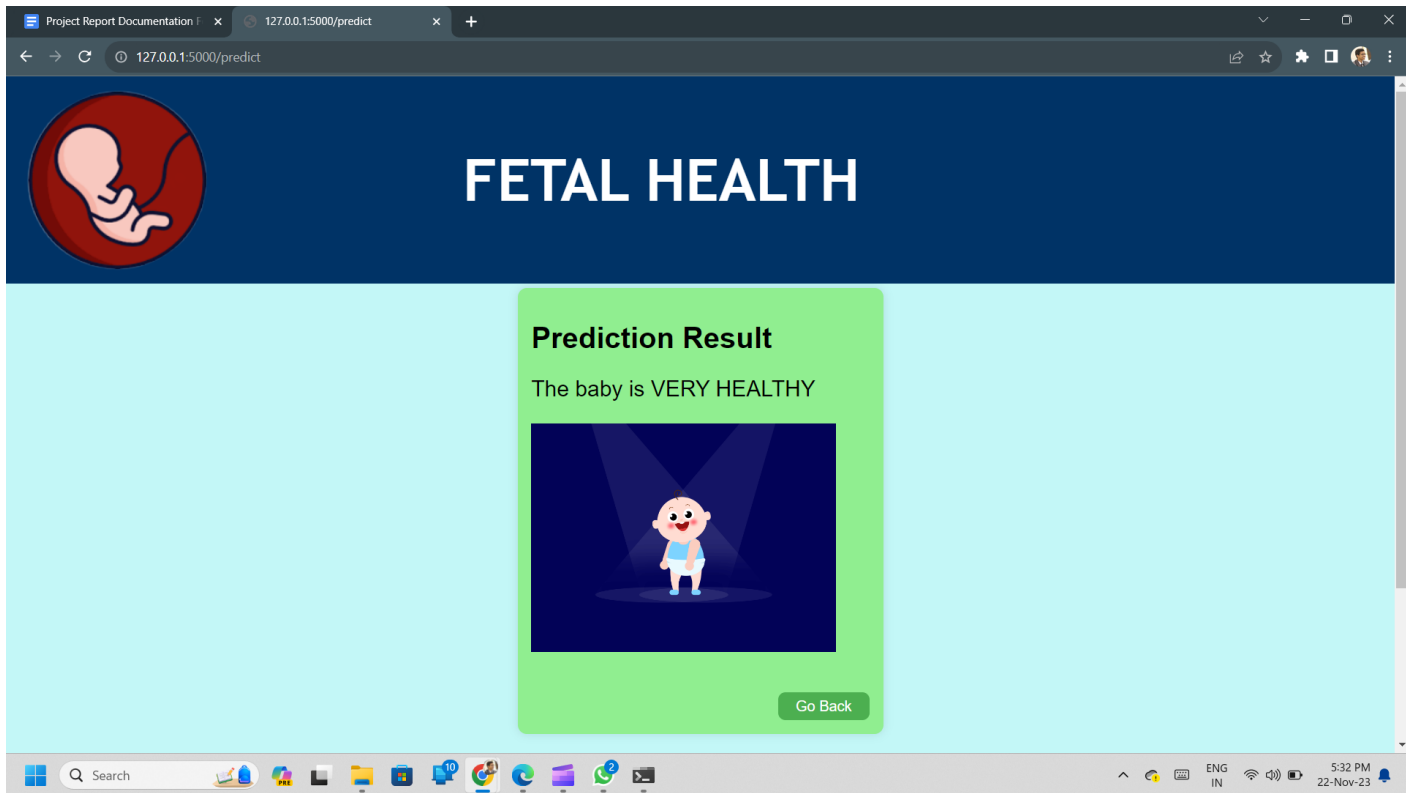 Project Report Documentation F
127.0.0.1:5000/predict
127.0.0.1:5000/predict
FETAL HEALTH
Prediction Result
The baby is VERY HEALTHY
Go Back
Search
PRE
10
2
ENG
IN
5:32 PM
22-Nov-23